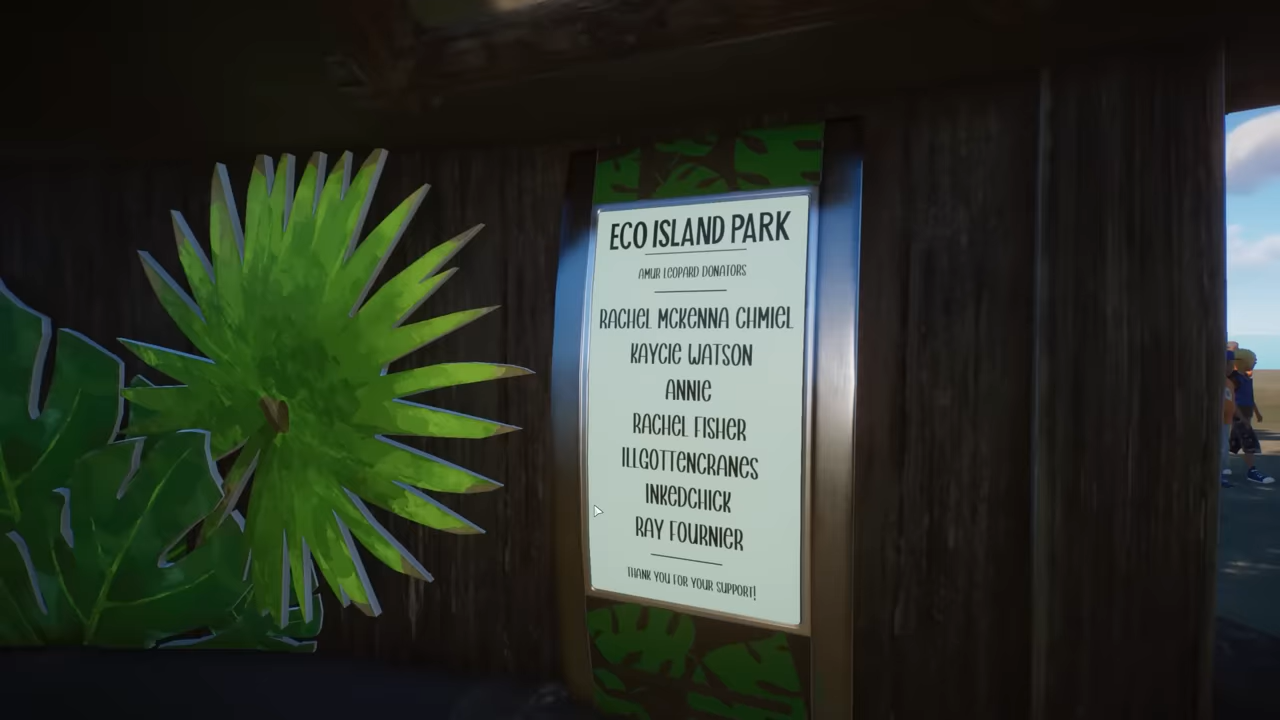 ECO ISLAND PARK
AMUR LEOPARD DONATORS
RACHEL MCKENNA CHMIEL
KAYCIE WATSON
ANNIE
RACHEL FISHER
ILLGOTTENCRANES
INKEDCHICK
RAY FOURNIER
THANK YOU FOR YOUR SUPPORT!